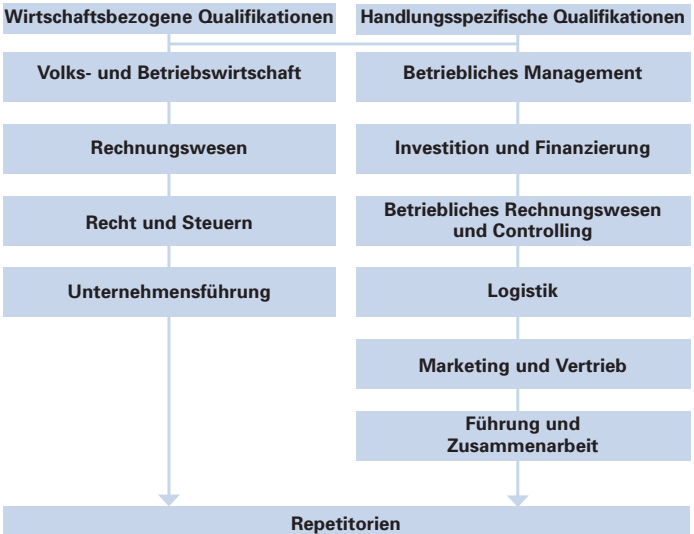 Wirtschaftsbezogene Qualifikationen
Handlungsspezifische Qualifikationen
Volks- und Betriebswirtschaft
Betriebliches Management
Rechnungswesen
Investition und Finanzierung
Recht und Steuern
Betriebliches Rechnungswesen
und Controlling
Unternehmensführung
Logistik
Marketing und Vertrieb
Führung und
Zusammenarbeit
Repetitorien